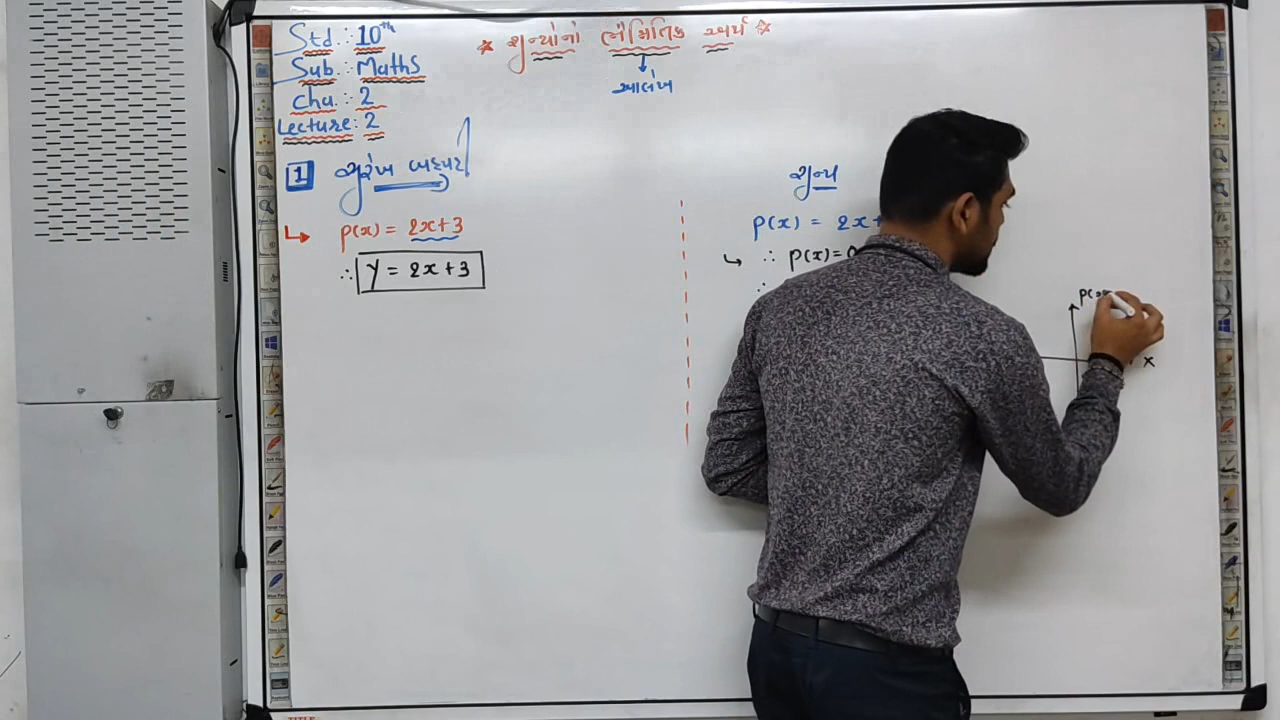 Std. : 10th
Sub. : Maths
Cha. : 2
Lecture : 2
* શૂન્યોનો ભૌમિતિક અર્થ *
આલેખ
1 સુરેખ બહુપદી
p(x) = 2x+3
∴ y = 2x+3
શૂન્ય
p(x) = 2x+
∴ p(x)=0
∴
p(x)
x